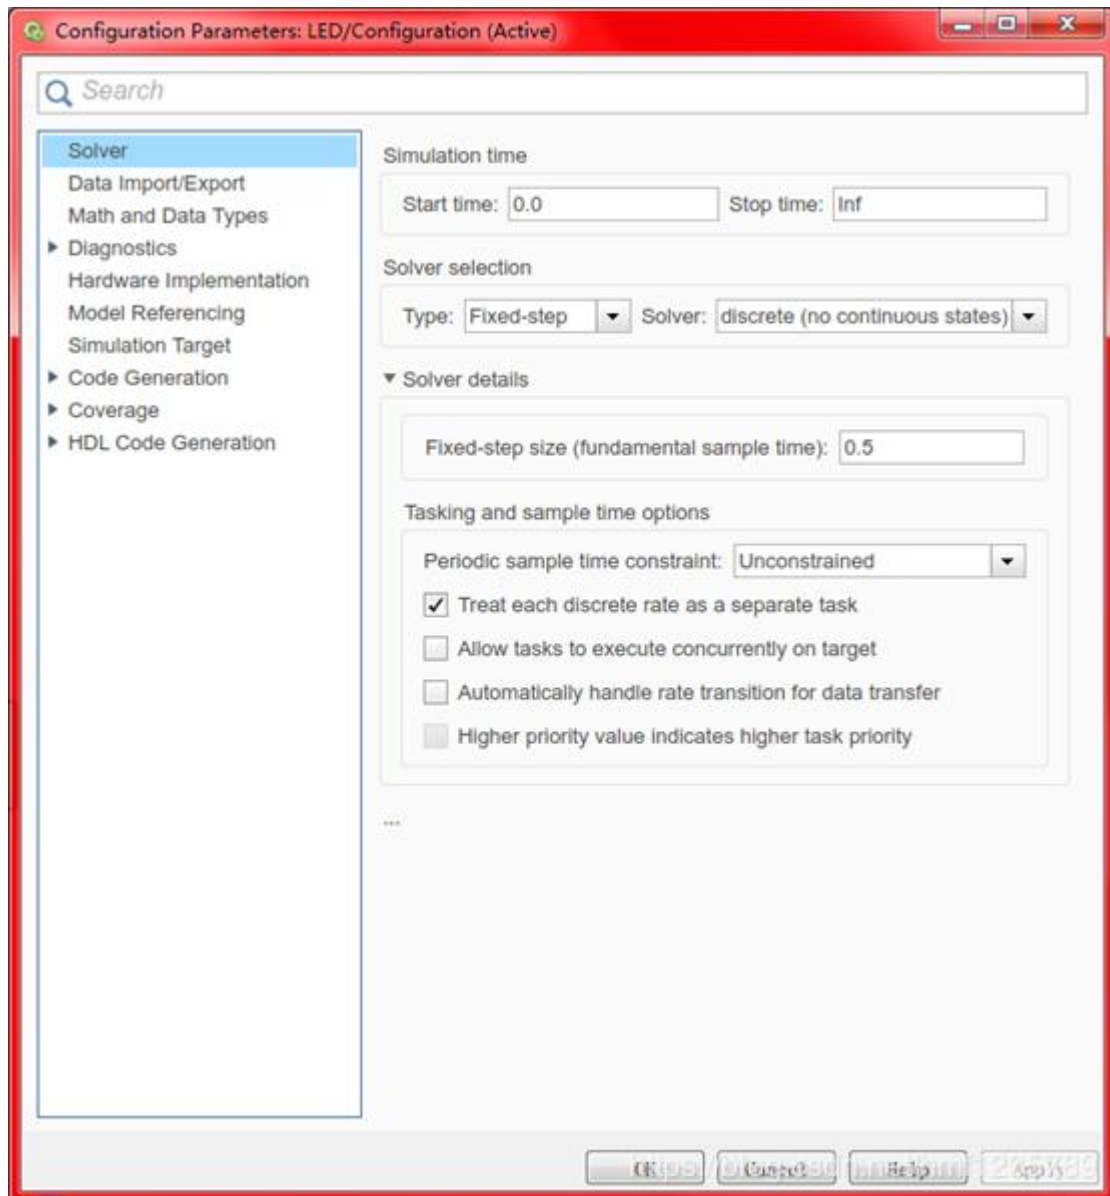 Configuration Parameters: LED/Configuration (Active)
Search
Solver
Data Import/Export
Math and Data Types
Diagnostics
Hardware Implementation
Model Referencing
Simulation Target
Code Generation
Coverage
HDL Code Generation
Simulation time
Start time: 0.0 Stop time: Inf
Solver selection
Type: Fixed-step Solver: discrete (no continuous states)
Solver details
Fixed-step size (fundamental sample time): 0.5
Tasking and sample time options
Periodic sample time constraint: Unconstrained
Treat each discrete rate as a separate task
Allow tasks to execute concurrently on target
Automatically handle rate transition for data transfer
Higher priority value indicates higher task priority
...
OK Cancel Help Apply